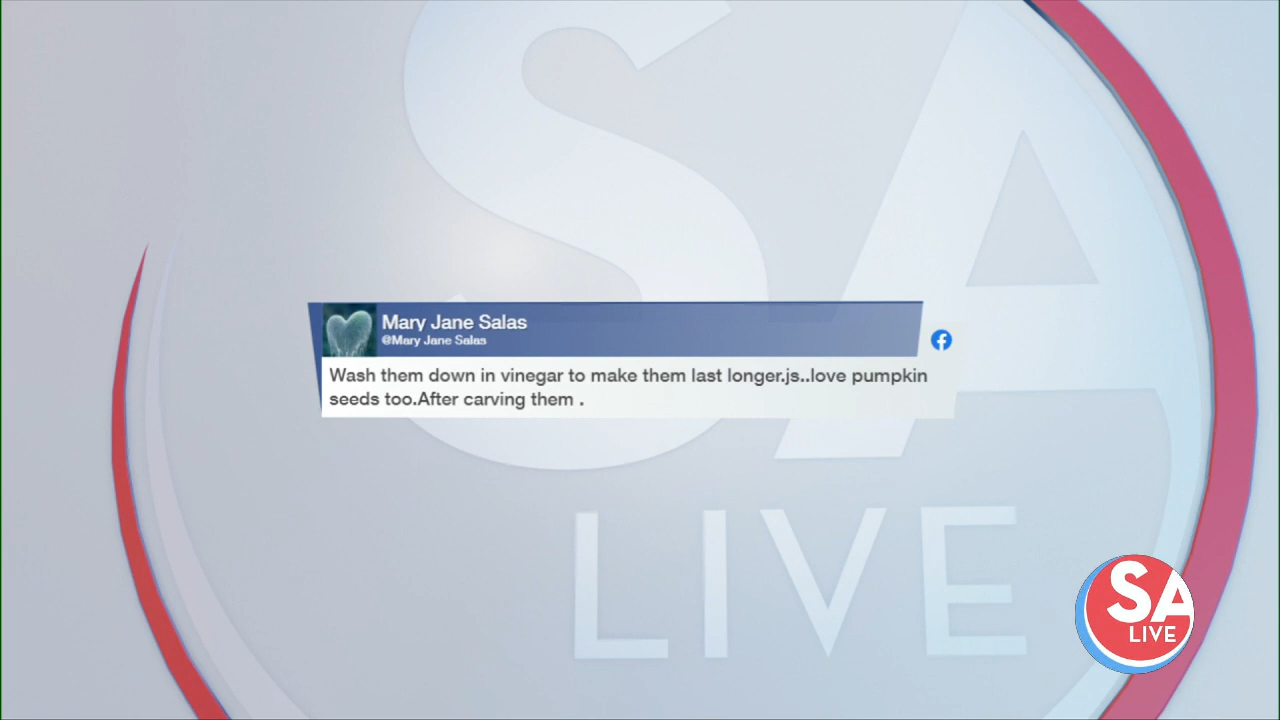 SA
LIVE
Mary Jane Salas
@Mary Jane Salas
Wash them down in vinegar to make them last longer.js..love pumpkin
seeds too.After carving them .
SA
LIVE